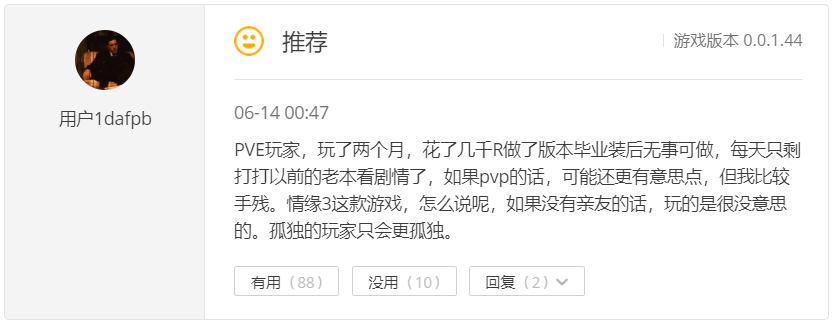 推荐
游戏版本 0.0.1.44
用户1dafpb
06-14 00:47
PVE玩家，玩了两个月，花了几千R做了版本毕业装后无事可做，每天只剩
打打以前的老本看剧情了，如果pvp的话，可能还更有意思点，但我比较
手残。情缘3这款游戏，怎么说呢，如果没有亲友的话，玩的是很没意思
的。孤独的玩家只会更孤独。
有用（88） 没用（10） 回复（2）